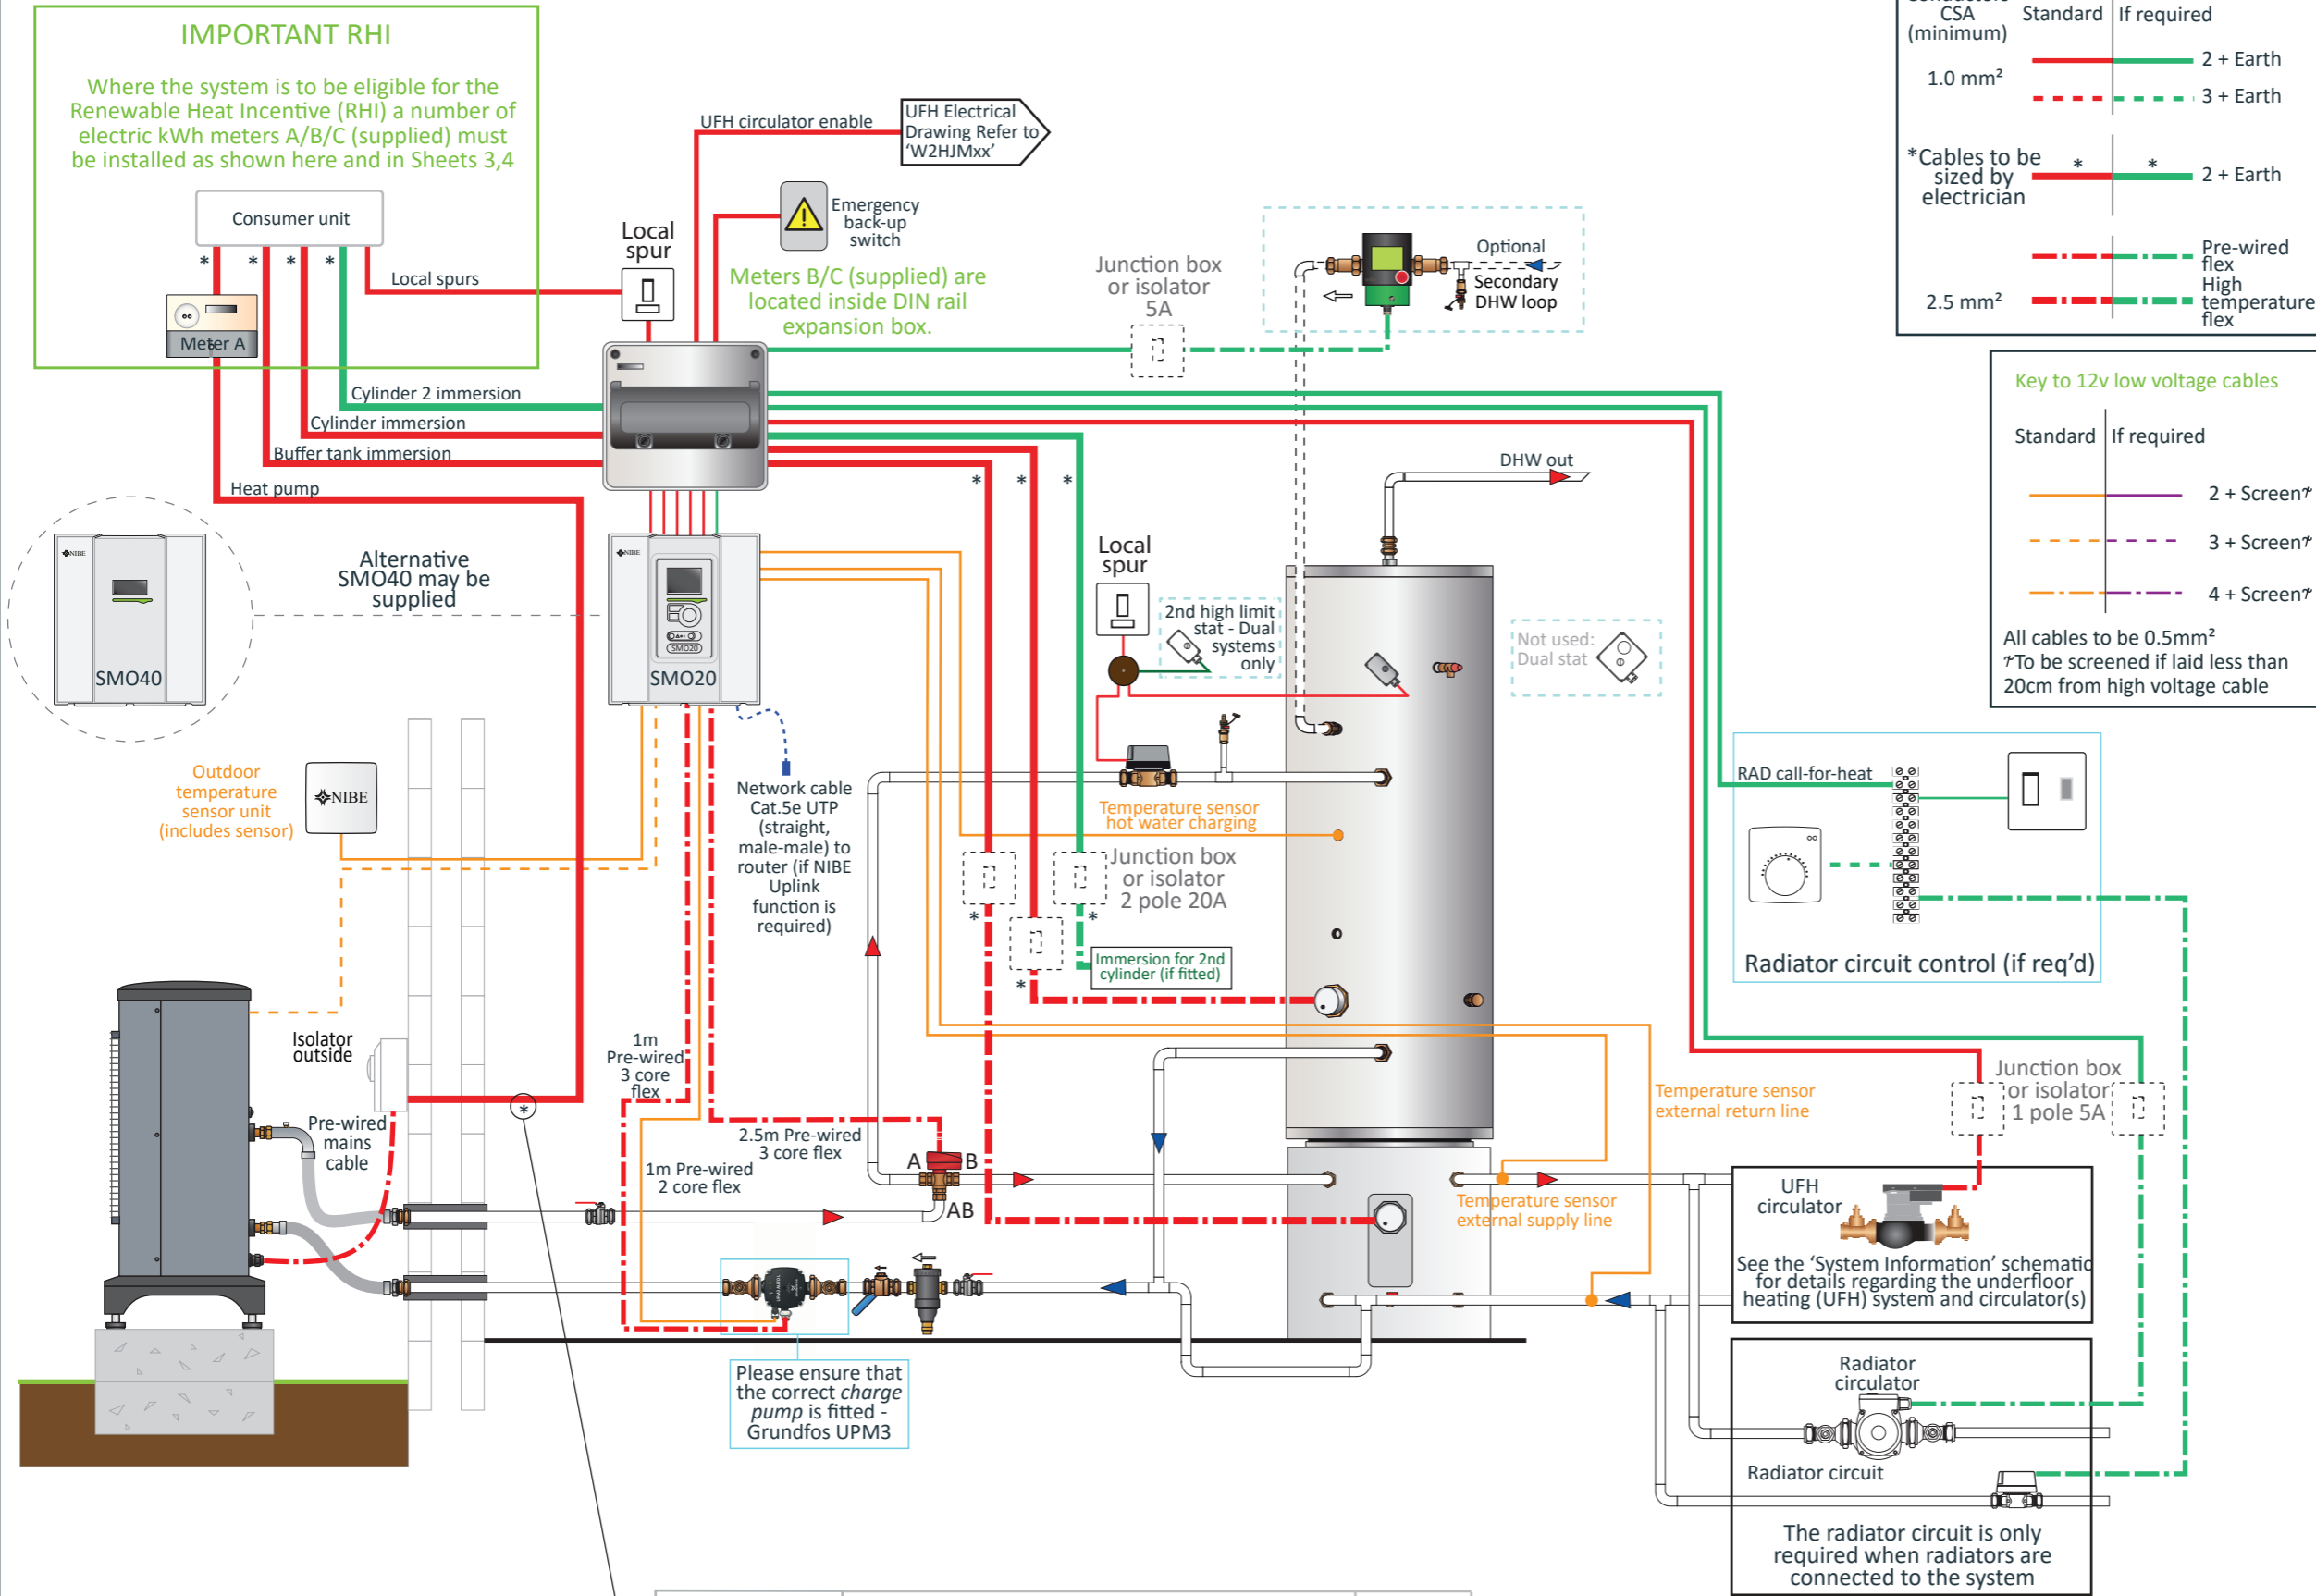 IMPORTANT RHI
Where the system is to be eligible for the
Renewable Heat Incentive (RHI) a number of
electric kWh meters A/B/C (supplied) must
be installed as shown here and in Sheets 3,4
Consumer unit
*
*
*
*
Meter A
Local spurs
Cylinder 2 immersion
Cylinder immersion
Buffer tank immersion
Heat pump
UFH circulator enable
UFH Electrical
Drawing Refer to
‘W2HJMxx’
Emergency
back-up
switch
Local
spur
Meters B/C (supplied) are
located inside DIN rail
expansion box.
Junction box
or isolator
5A
Optional
Secondary
DHW loop
CSA
(minimum)
Standard
If required
1.0 mm²
2 + Earth
3 + Earth
*Cables to be
sized by
electrician
*
*
2 + Earth
Pre-wired
flex
2.5 mm²
High
temperature
flex
Key to 12v low voltage cables
Standard
If required
2 + Screen
3 + Screen
4 + Screen
All cables to be 0.5mm²
To be screened if laid less than
20cm from high voltage cable
NIBE
SMO40
Alternative
SMO40 may be
supplied
NIBE
SMO20
SMO20
*
*
*
DHW out
Local
spur
2nd high limit
stat - Dual
systems
only
Not used:
Dual stat
Outdoor
temperature
sensor unit
(includes sensor)
NIBE
Network cable
Cat.5e UTP
(straight,
male-male) to
router (if NIBE
Uplink
function is
required)
Temperature sensor
hot water charging
Junction box
or isolator
2 pole 20A
*
*
*
Immersion for 2nd
cylinder (if fitted)
RAD call-for-heat
Radiator circuit control (if req’d)
Isolator
outside
Pre-wired
mains
cable
*
1m
Pre-wired
3 core
flex
2.5m Pre-wired
3 core flex
1m Pre-wired
2 core flex
A
B
AB
Temperature sensor
external return line
Temperature sensor
external supply line
Junction box
or isolator
1 pole 5A
UFH
circulator
See the ‘System Information’ schematic
for details regarding the underfloor
heating (UFH) system and circulator(s)
Please ensure that
the correct charge
pump is fitted -
Grundfos UPM3
Radiator
circulator
Radiator circuit
The radiator circuit is only
required when radiators are
connected to the system